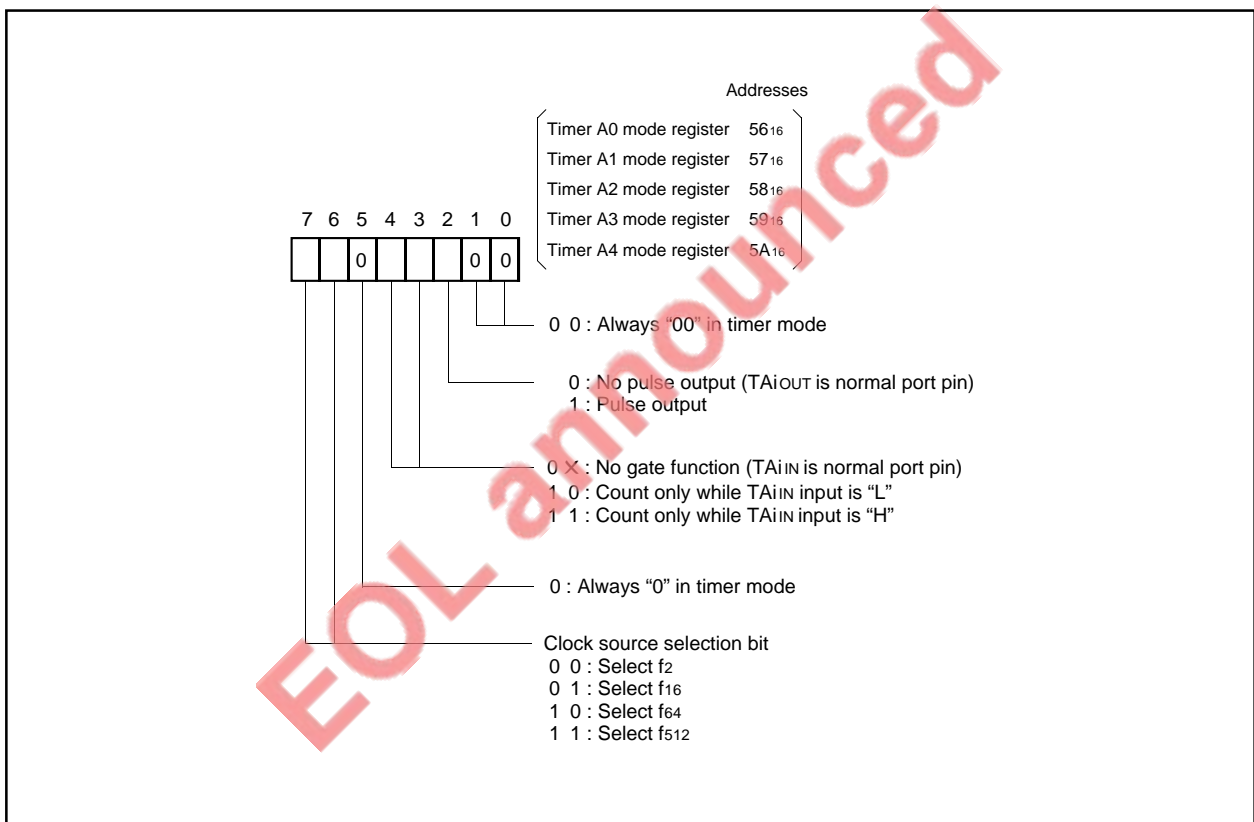 Addresses
Timer A0 mode register 5616
Timer A1 mode register 5716
Timer A2 mode register 5816
Timer A3 mode register 5916
Timer A4 mode register 5A16
7 6 5 4 3 2 1 0
0 0 0
0 0 : Always “00” in timer mode
0 : No pulse output (TAiOUT is normal port pin)
1 : Pulse output
0 X : No gate function (TAiIN is normal port pin)
1 0 : Count only while TAiIN input is “L”
1 1 : Count only while TAiIN input is “H”
0 : Always “0” in timer mode
Clock source selection bit
0 0 : Select f2
0 1 : Select f16
1 0 : Select f64
1 1 : Select f512
EOL announced